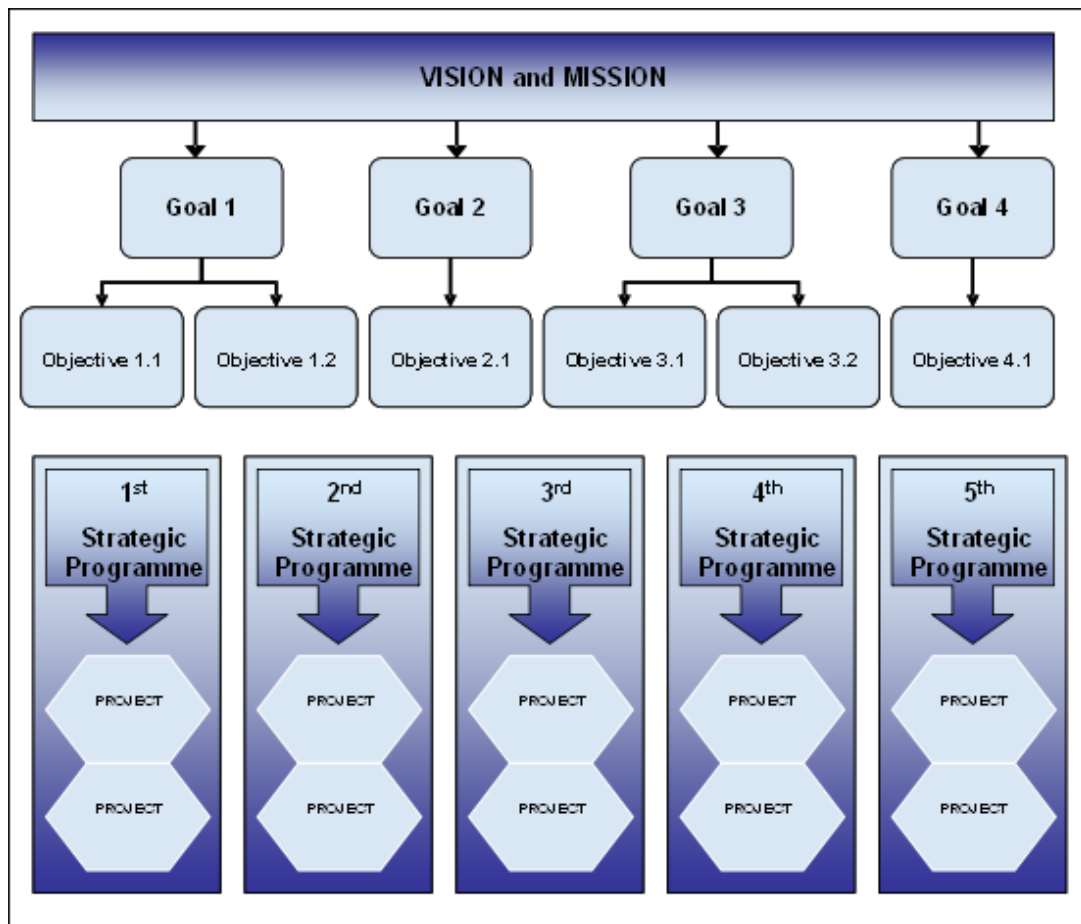 VISION and MISSION
Goal 1
Goal 2
Goal 3
Goal 4
Objective 1.1
Objective 1.2
Objective 2.1
Objective 3.1
Objective 3.2
Objective 4.1
1st
Strategic
Programme
PROJECT
PROJECT
2nd
Strategic
Programme
PROJECT
PROJECT
3rd
Strategic
Programme
PROJECT
PROJECT
4th
Strategic
Programme
PROJECT
PROJECT
5th
Strategic
Programme
PROJECT
PROJECT